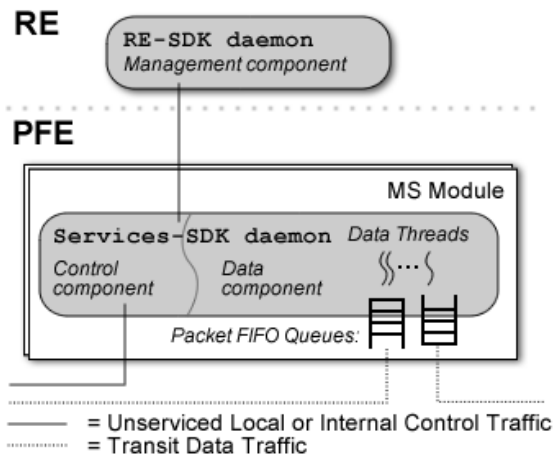 RE
RE-SDK daemon
Management component
PFE
MS Module
Services-SDK daemon Data Threads
Control component
Data component
Packet FIFO Queues:
= Unserviced Local or Internal Control Traffic
= Transit Data Traffic